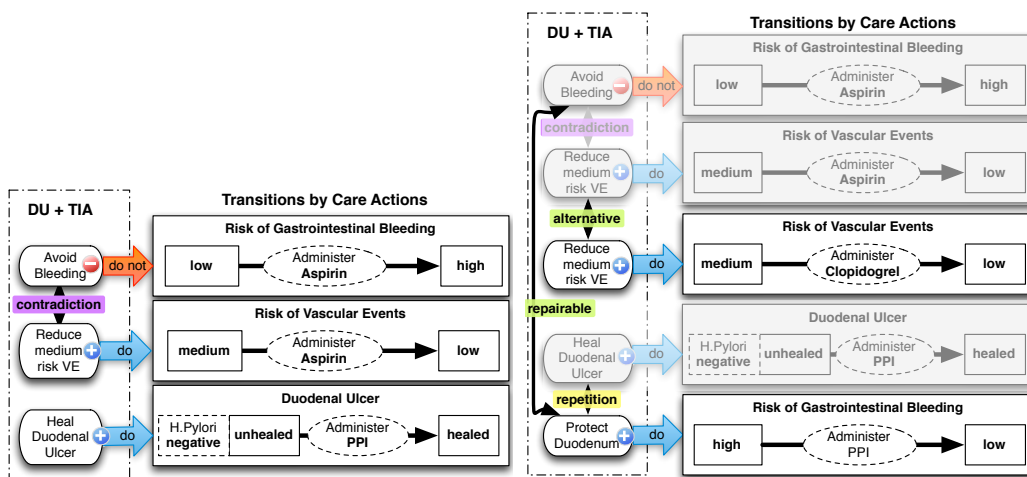 DU + TIA
Transitions by Care Actions
Avoid
Bleeding
do not
Risk of Gastrointestinal Bleeding
low
Administer
Aspirin
high
contradiction
Reduce
medium
risk VE
do
Risk of Vascular Events
medium
Administer
Aspirin
low
Heal
Duodenal
Ulcer
do
Duodenal Ulcer
H.Pylori
negative
unhealed
Administer
PPI
healed
DU + TIA
Transitions by Care Actions
Avoid
Bleeding
do not
Risk of Gastrointestinal Bleeding
low
Administer
Aspirin
high
contradiction
Reduce
medium
risk VE
do
Risk of Vascular Events
medium
Administer
Aspirin
low
alternative
Reduce
medium
risk VE
do
Risk of Vascular Events
medium
Administer
Clopidogrel
low
repairable
Heal
Duodenal
Ulcer
do
Duodenal Ulcer
H.Pylori
negative
unhealed
Administer
PPI
healed
repetition
Protect
Duodenum
do
Risk of Gastrointestinal Bleeding
high
Administer
PPI
low